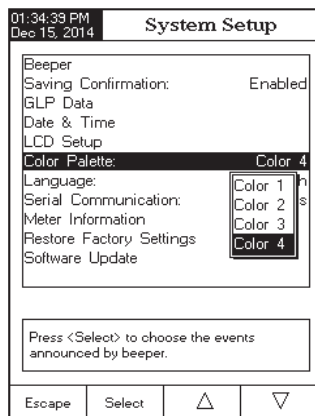 01:34:39 PM
Dec 15, 2014
System Setup
Beeper
Saving Confirmation: Enabled
GLP Data
Date & Time
LCD Setup
Color Palette: Color 4
Language: h
Serial Communication: s
Meter Information
Restore Factory Settings
Software Update
Color 1
Color 2
Color 3
Color 4
Press <Select> to choose the events
announced by beeper.
Escape Select